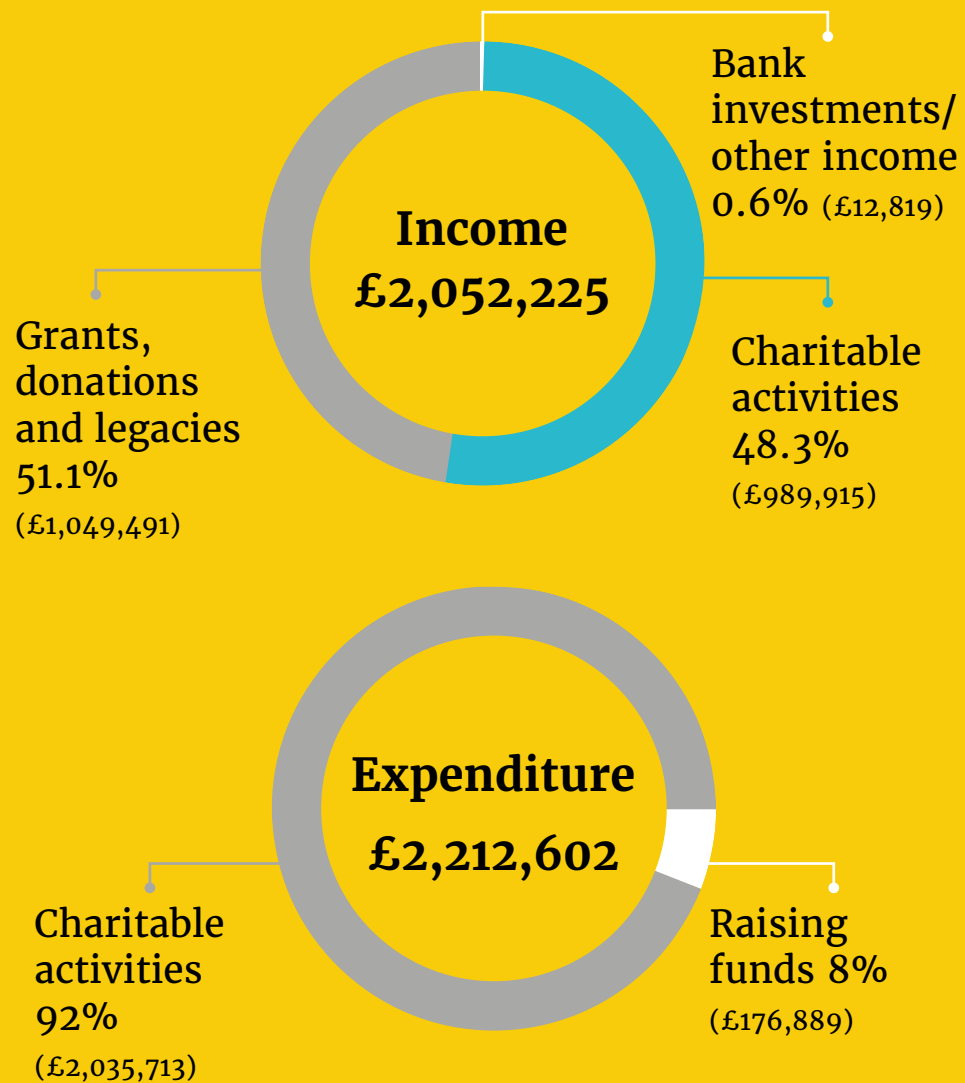 Bank
investments/
other income
0.6% (£12,819)
Income
£2,052,225
Grants,
donations
and legacies
51.1%
(£1,049,491)
Charitable
activities
48.3%
(£989,915)
Expenditure
£2,212,602
Charitable
activities
92%
(£2,035,713)
Raising
funds 8%
(£176,889)